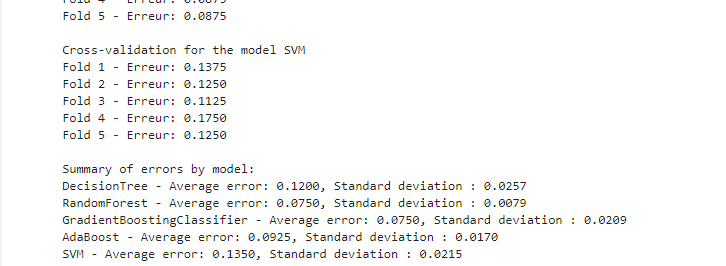 Fold 5 - Erreur: 0.0875
Cross-validation for the model SVM
Fold 1 - Erreur: 0.1375
Fold 2 - Erreur: 0.1250
Fold 3 - Erreur: 0.1125
Fold 4 - Erreur: 0.1750
Fold 5 - Erreur: 0.1250
Summary of errors by model:
DecisionTree - Average error: 0.1200, Standard deviation : 0.0257
RandomForest - Average error: 0.0750, Standard deviation : 0.0079
GradientBoostingClassifier - Average error: 0.0750, Standard deviation : 0.0209
AdaBoost - Average error: 0.0925, Standard deviation : 0.0170
SVM - Average error: 0.1350, Standard deviation : 0.0215